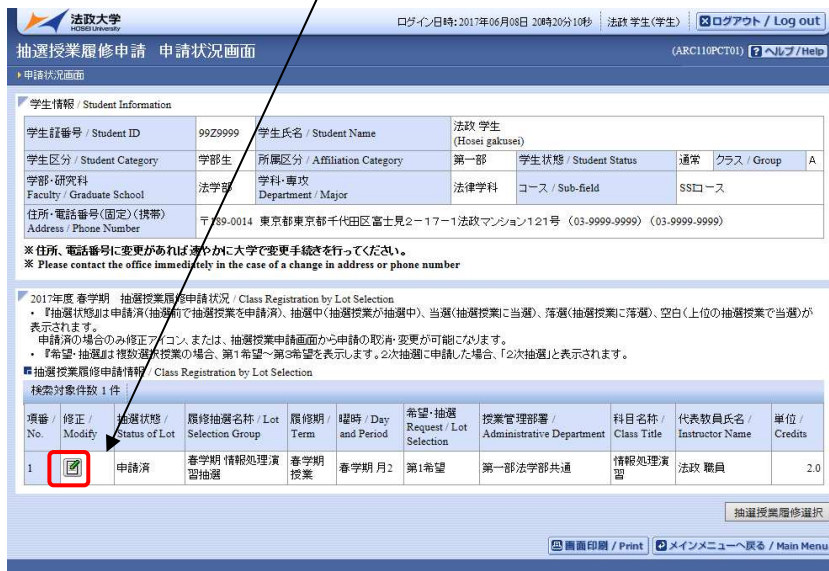 法政大学
HOSEI University
ログイン日時:2017年06月08日 20時20分10秒 法政 学生(学生) ログアウト / Log out
抽選授業履修申請 申請状況画面 (ARC110PCT01) ヘルプ/Help
申請状況画面
学生情報 / Student Information
学生証番号 / Student ID 99Z9999 学生氏名 / Student Name 法政 学生
(Hosei gakusei)
学生区分 / Student Category 学部生 所属区分 / Affiliation Category 第一部 学生状態 / Student Status 通常 クラス / Group A
学部・研究科
Faculty / Graduate School 法学部 学科・専攻
Department / Major 法律学科 コース / Sub-field SSIコース
住所・電話番号(固定)(携帯)
Address / Phone Number 〒189-0014 東京都東京都千代田区富士見2-17-1法政マンション121号 (03-9999-9999) (03-9999-9999)
※住所、電話番号に変更があれば速やかに大学で変更手続きを行ってください。
※ Please contact the office immediately in the case of a change in address or phone number
2017年度 春学期 抽選授業履修申請状況 / Class Registration by Lot Selection
・『抽選状態』は申請済(抽選前で抽選授業を申請済)、抽選中(抽選授業が抽選中)、当選(抽選授業に当選)、落選(抽選授業に落選)、空白(上位の抽選授業で当選)が
表示されます。
申請済の場合のみ修正アイコン、または、抽選授業申請画面から申請の取消・変更が可能になります。
・『希望・抽選』は複数選択授業の場合、第1希望～第3希望を表示します。2次抽選に申請した場合、「2次抽選」と表示されます。
抽選授業履修申請情報 / Class Registration by Lot Selection
検索対象件数 1 件
項番 / No. 修正 / Modify 抽選状態 / Status of Lot 履修抽選名称 / Lot Selection Group 履修期 / Term 曜時 / Day and Period 希望・抽選 Request / Lot Selection 授業管理部署 / Administrative Department 科目名称 / Class Title 代表教員氏名 / Instructor Name 単位 / Credits
1 申請済 春学期 情報処理演習抽選 春学期授業 春学期 月2 第1希望 第一部法学部共通 情報処理演習 法政 職員 2.0
抽選授業履修選択
画面印刷 / Print メインメニューへ戻る / Main Menu